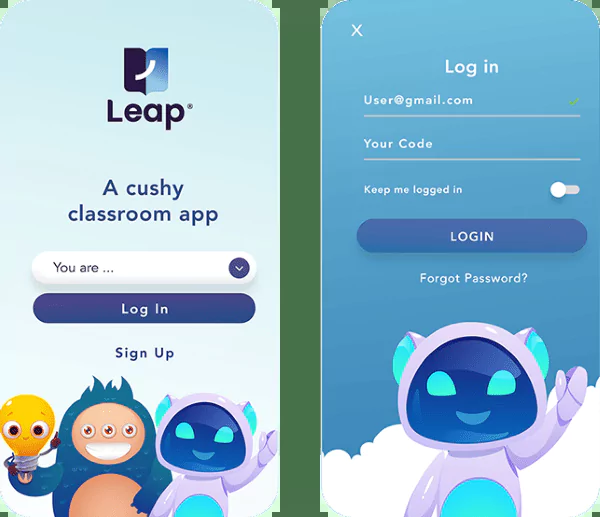 Leap®
A cushy
classroom app
You are ...
Log In
Sign Up
X
Log in
User@gmail.com
Your Code
Keep me logged in
LOGIN
Forgot Password?